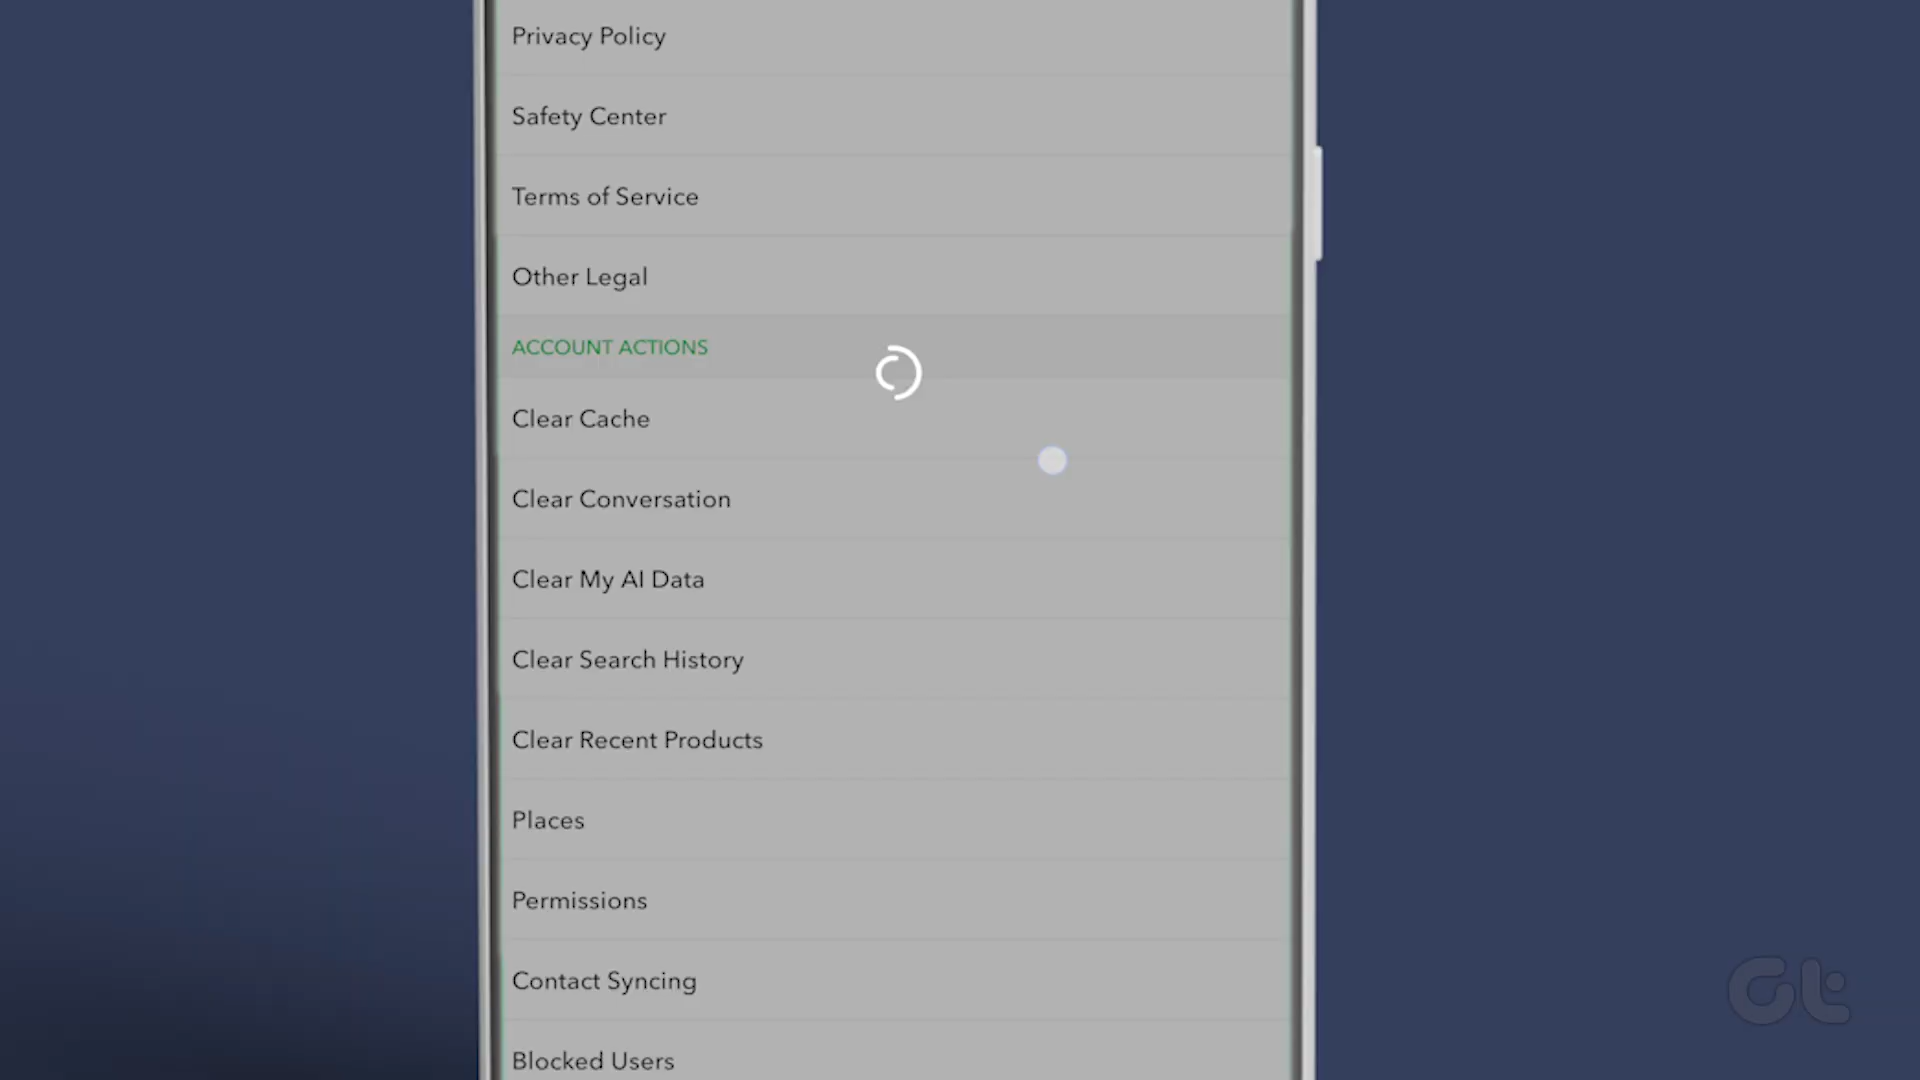 Privacy Policy
Safety Center
Terms of Service
Other Legal
ACCOUNT ACTIONS
Clear Cache
Clear Conversation
Clear My AI Data
Clear Search History
Clear Recent Products
Places
Permissions
Contact Syncing
Blocked Users
Gt